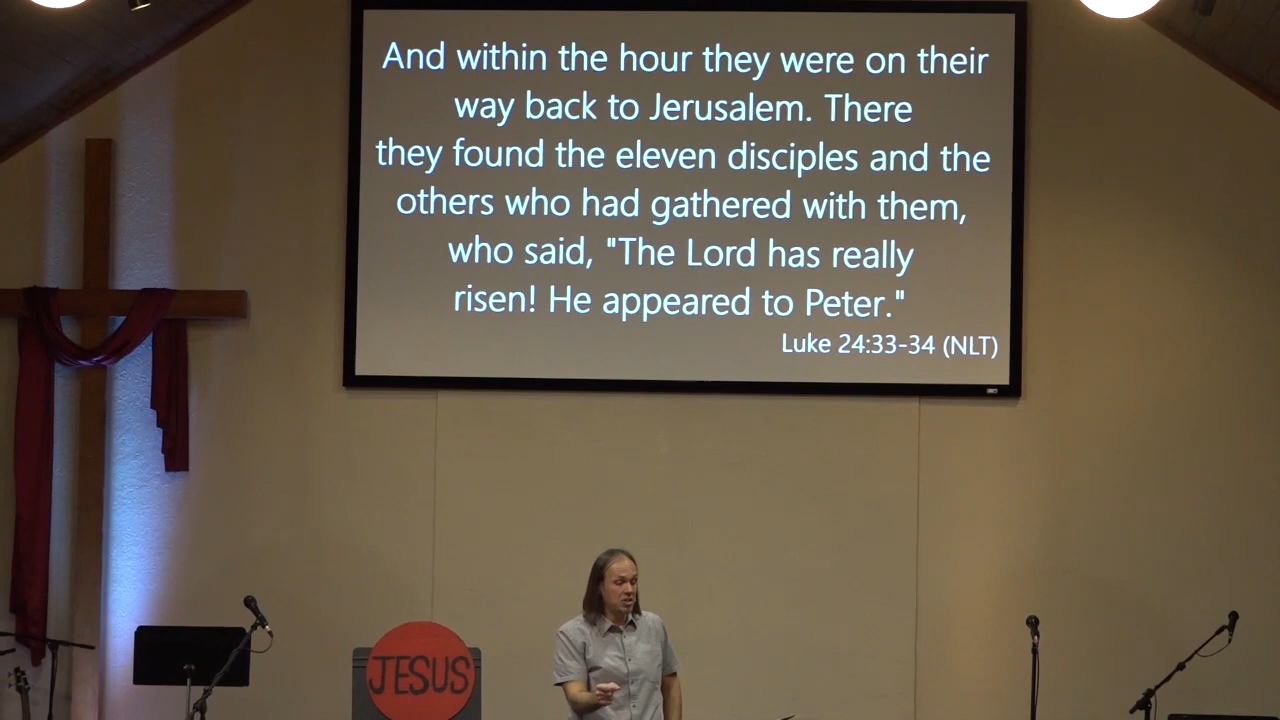 And within the hour they were on their
way back to Jerusalem. There
they found the eleven disciples and the
others who had gathered with them,
who said, "The Lord has really
risen! He appeared to Peter."
Luke 24:33-34 (NLT)
JESUS